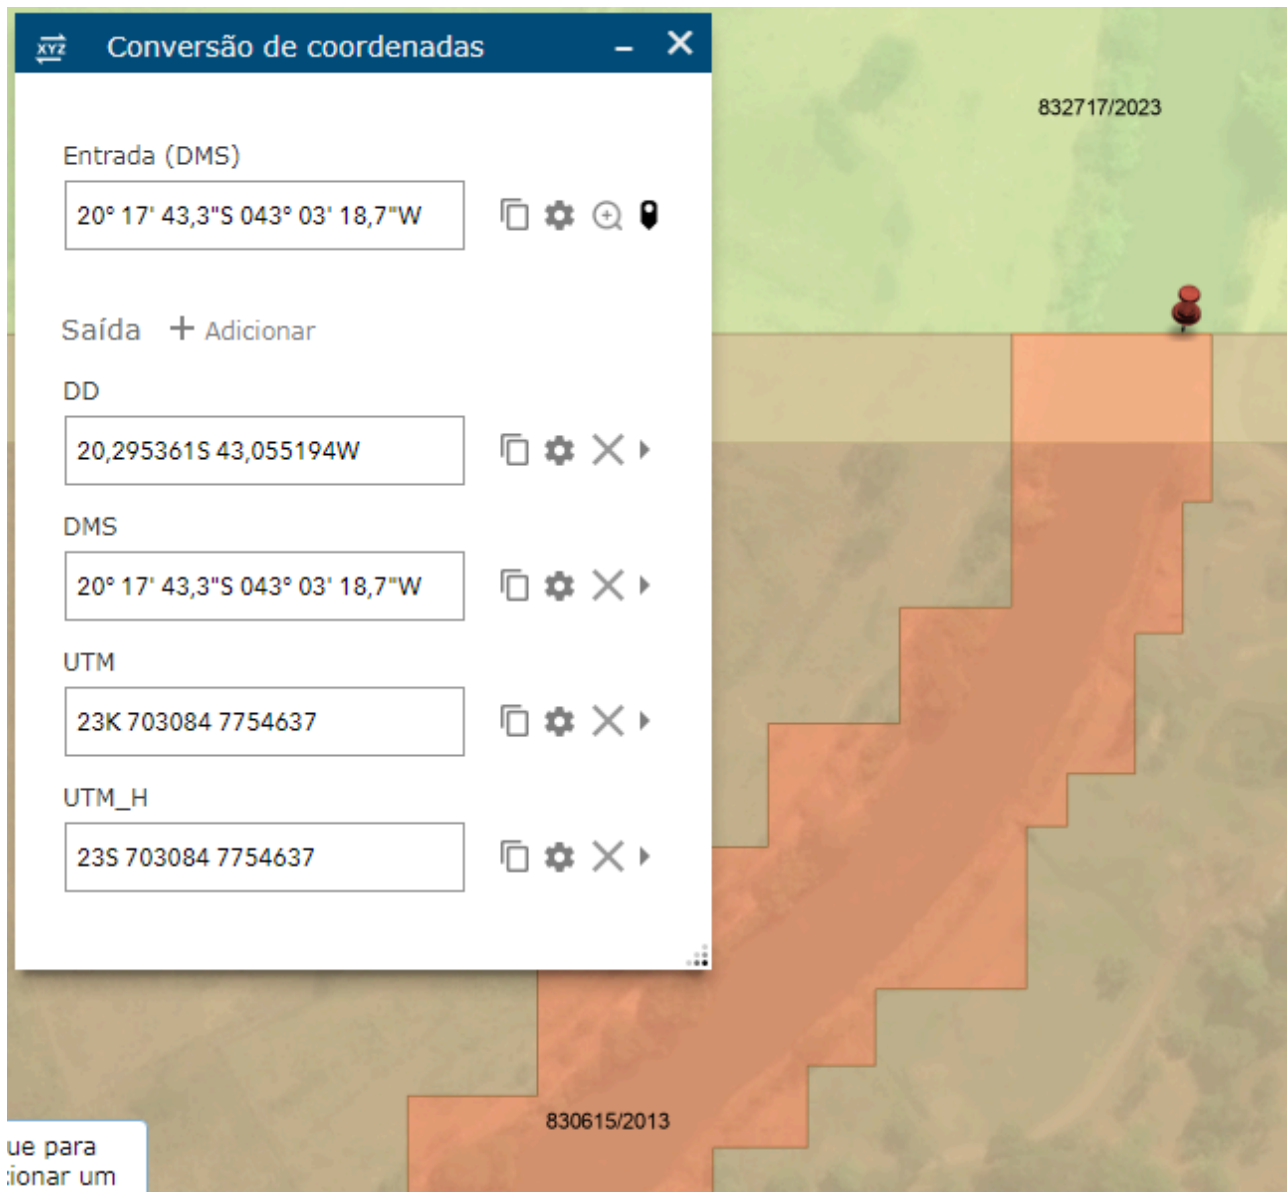 XYZ
Conversão de coordenadas
Entrada (DMS)
20° 17' 43,3"S 043° 03' 18,7"W
Saída + Adicionar
DD
20,295361S 43,055194W
DMS
20° 17' 43,3"S 043° 03' 18,7"W
UTM
23K 703084 7754637
UTM_H
23S 703084 7754637
832717/2023
830615/2013
ue para
cionar um